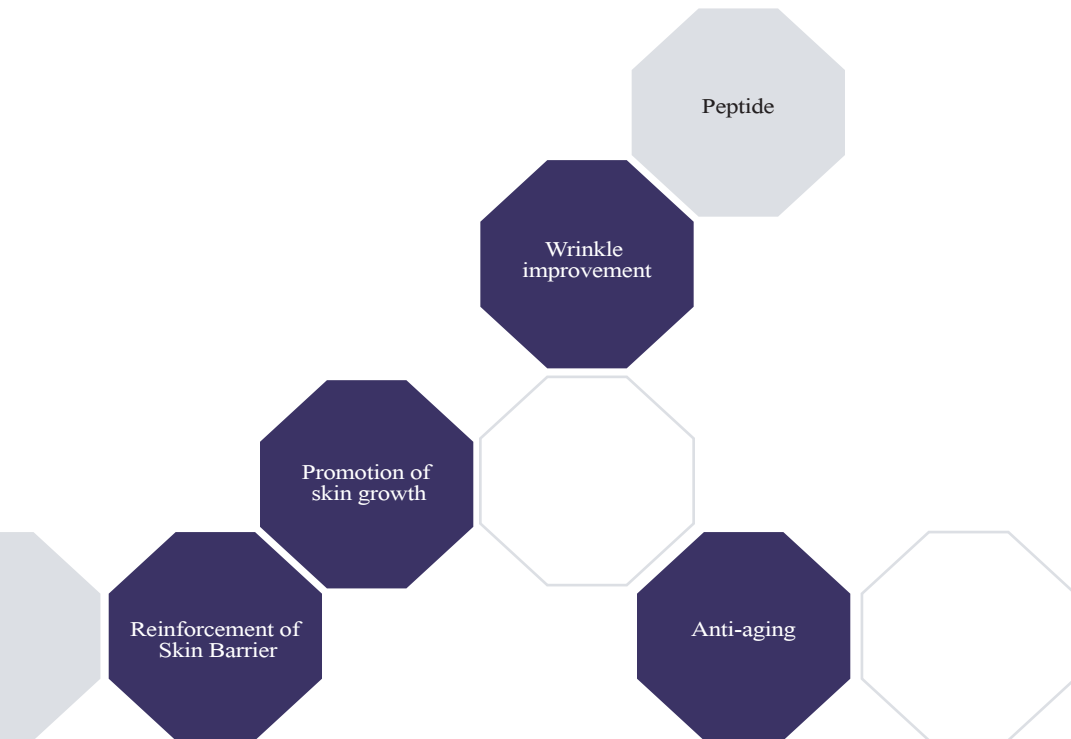 Peptide
Wrinkle
improvement
Promotion of
skin growth
Reinforcement of
Skin Barrier
Anti-aging